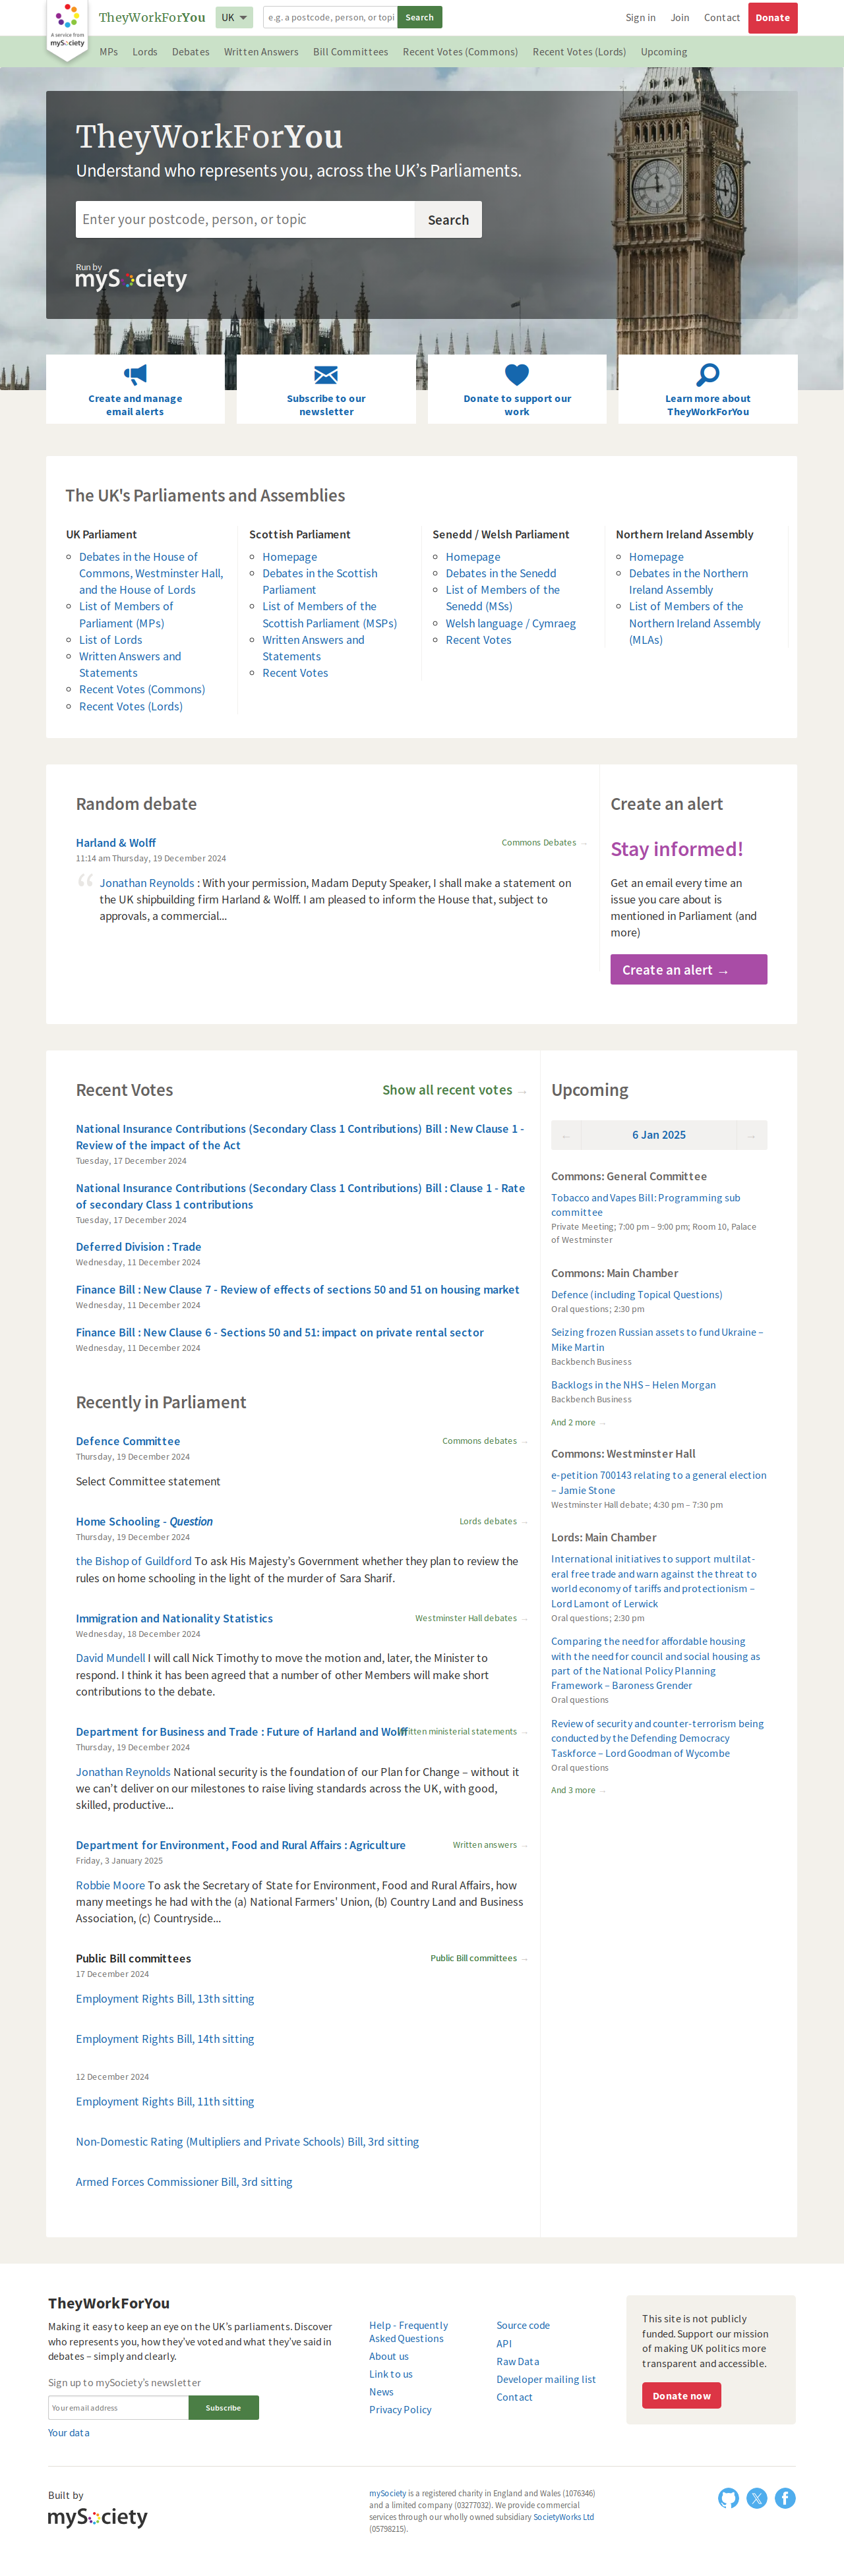 A service from
mySociety
TheyWorkForYou
UK
e.g. a postcode, person, or topi
Search
Sign in
Join
Contact
Donate
MPs
Lords
Debates
Written Answers
Bill Committees
Recent Votes (Commons)
Recent Votes (Lords)
Upcoming
TheyWorkForYou
Understand who represents you, across the UK’s Parliaments.
Enter your postcode, person, or topic
Search
Run by
mySociety
Create and manage
email alerts
Subscribe to our
newsletter
Donate to support our
work
Learn more about
TheyWorkForYou
The UK's Parliaments and Assemblies
UK Parliament
Debates in the House of
Commons, Westminster Hall,
and the House of Lords
List of Members of
Parliament (MPs)
List of Lords
Written Answers and
Statements
Recent Votes (Commons)
Recent Votes (Lords)
Scottish Parliament
Homepage
Debates in the Scottish
Parliament
List of Members of the
Scottish Parliament (MSPs)
Written Answers and
Statements
Recent Votes
Senedd / Welsh Parliament
Homepage
Debates in the Senedd
List of Members of the
Senedd (MSs)
Welsh language / Cymraeg
Recent Votes
Northern Ireland Assembly
Homepage
Debates in the Northern
Ireland Assembly
List of Members of the
Northern Ireland Assembly
(MLAs)
Random debate
Harland & Wolff
Commons Debates →
11:14 am Thursday, 19 December 2024
“ Jonathan Reynolds : With your permission, Madam Deputy Speaker, I shall make a statement on
the UK shipbuilding firm Harland & Wolff. I am pleased to inform the House that, subject to
approvals, a commercial...
Create an alert
Stay informed!
Get an email every time an
issue you care about is
mentioned in Parliament (and
more)
Create an alert →
Recent Votes
Show all recent votes →
National Insurance Contributions (Secondary Class 1 Contributions) Bill : New Clause 1 -
Review of the impact of the Act
Tuesday, 17 December 2024
National Insurance Contributions (Secondary Class 1 Contributions) Bill : Clause 1 - Rate
of secondary Class 1 contributions
Tuesday, 17 December 2024
Deferred Division : Trade
Wednesday, 11 December 2024
Finance Bill : New Clause 7 - Review of effects of sections 50 and 51 on housing market
Wednesday, 11 December 2024
Finance Bill : New Clause 6 - Sections 50 and 51: impact on private rental sector
Wednesday, 11 December 2024
Recently in Parliament
Defence Committee
Commons debates →
Thursday, 19 December 2024
Select Committee statement
Home Schooling - Question
Lords debates →
Thursday, 19 December 2024
the Bishop of Guildford To ask His Majesty’s Government whether they plan to review the
rules on home schooling in the light of the murder of Sara Sharif.
Immigration and Nationality Statistics
Westminster Hall debates →
Wednesday, 18 December 2024
David Mundell I will call Nick Timothy to move the motion and, later, the Minister to
respond. I think it has been agreed that a number of other Members will make short
contributions to the debate.
Department for Business and Trade : Future of Harland and Wolff
Written ministerial statements →
Thursday, 19 December 2024
Jonathan Reynolds National security is the foundation of our Plan for Change – without it
we can’t deliver on our milestones to raise living standards across the UK, with good,
skilled, productive...
Department for Environment, Food and Rural Affairs : Agriculture
Written answers →
Friday, 3 January 2025
Robbie Moore To ask the Secretary of State for Environment, Food and Rural Affairs, how
many meetings he had with the (a) National Farmers' Union, (b) Country Land and Business
Association, (c) Countryside...
Public Bill committees
Public Bill committees →
17 December 2024
Employment Rights Bill, 13th sitting
Employment Rights Bill, 14th sitting
12 December 2024
Employment Rights Bill, 11th sitting
Non-Domestic Rating (Multipliers and Private Schools) Bill, 3rd sitting
Armed Forces Commissioner Bill, 3rd sitting
Upcoming
← 6 Jan 2025 →
Commons: General Committee
Tobacco and Vapes Bill: Programming sub
committee
Private Meeting; 7:00 pm – 9:00 pm; Room 10, Palace
of Westminster
Commons: Main Chamber
Defence (including Topical Questions)
Oral questions; 2:30 pm
Seizing frozen Russian assets to fund Ukraine –
Mike Martin
Backbench Business
Backlogs in the NHS – Helen Morgan
Backbench Business
And 2 more →
Commons: Westminster Hall
e-petition 700143 relating to a general election
– Jamie Stone
Westminster Hall debate; 4:30 pm – 7:30 pm
Lords: Main Chamber
International initiatives to support multilat-
eral free trade and warn against the threat to
world economy of tariffs and protectionism –
Lord Lamont of Lerwick
Oral questions; 2:30 pm
Comparing the need for affordable housing
with the need for council and social housing as
part of the National Policy Planning
Framework – Baroness Grender
Oral questions
Review of security and counter-terrorism being
conducted by the Defending Democracy
Taskforce – Lord Goodman of Wycombe
Oral questions
And 3 more →
TheyWorkForYou
Making it easy to keep an eye on the UK’s parliaments. Discover
who represents you, how they’ve voted and what they’ve said in
debates – simply and clearly.
Sign up to mySociety’s newsletter
Your email address
Subscribe
Your data
Help - Frequently
Asked Questions
About us
Link to us
News
Privacy Policy
Source code
API
Raw Data
Developer mailing list
Contact
This site is not publicly
funded. Support our mission
of making UK politics more
transparent and accessible.
Donate now
Built by
mySociety
mySociety is a registered charity in England and Wales (1076346)
and a limited company (03277032). We provide commercial
services through our wholly owned subsidiary SocietyWorks Ltd
(05798215).